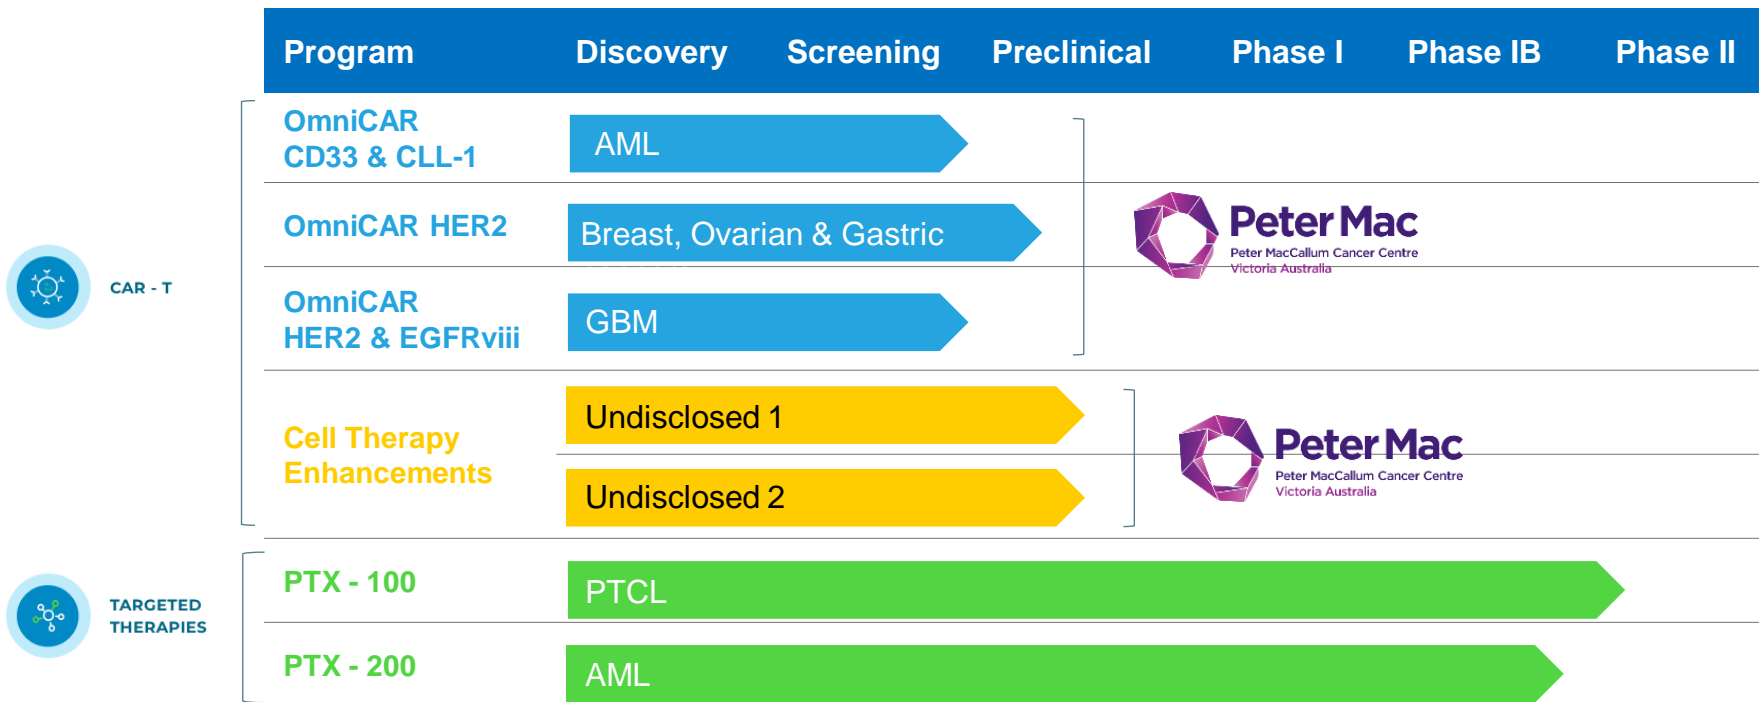 Program Discovery Screening Preclinical Phase I Phase IB Phase II
CAR - T
OmniCAR
CD33 & CLL-1
AML
OmniCAR HER2
Breast, Ovarian & Gastric
OmniCAR
HER2 & EGFRviii
GBM
Peter Mac
Peter MacCallum Cancer Centre
Victoria Australia
Cell Therapy
Enhancements
Undisclosed 1
Undisclosed 2
Peter Mac
Peter MacCallum Cancer Centre
Victoria Australia
TARGETED
THERAPIES
PTX - 100
PTCL
PTX - 200
AML